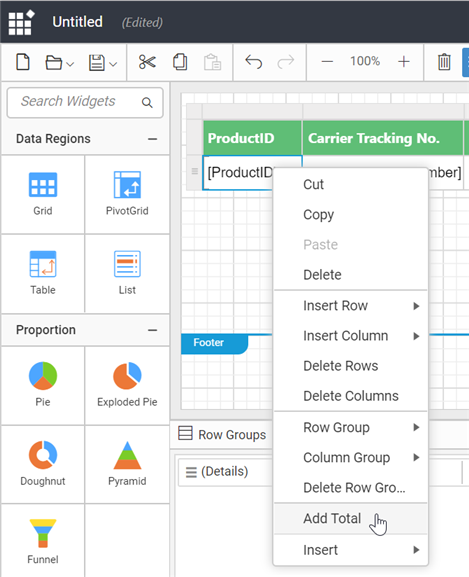 Untitled (Edited)
100%
Search Widgets
Data Regions
Grid
PivotGrid
Table
List
Proportion
Pie
Exploded Pie
Doughnut
Pyramid
Funnel
ProductID Carrier Tracking No.
[ProductID mber]
Footer
Row Groups
(Details)
Cut
Copy
Paste
Delete
Insert Row
Insert Column
Delete Rows
Delete Columns
Row Group
Column Group
Delete Row Gro...
Add Total
Insert